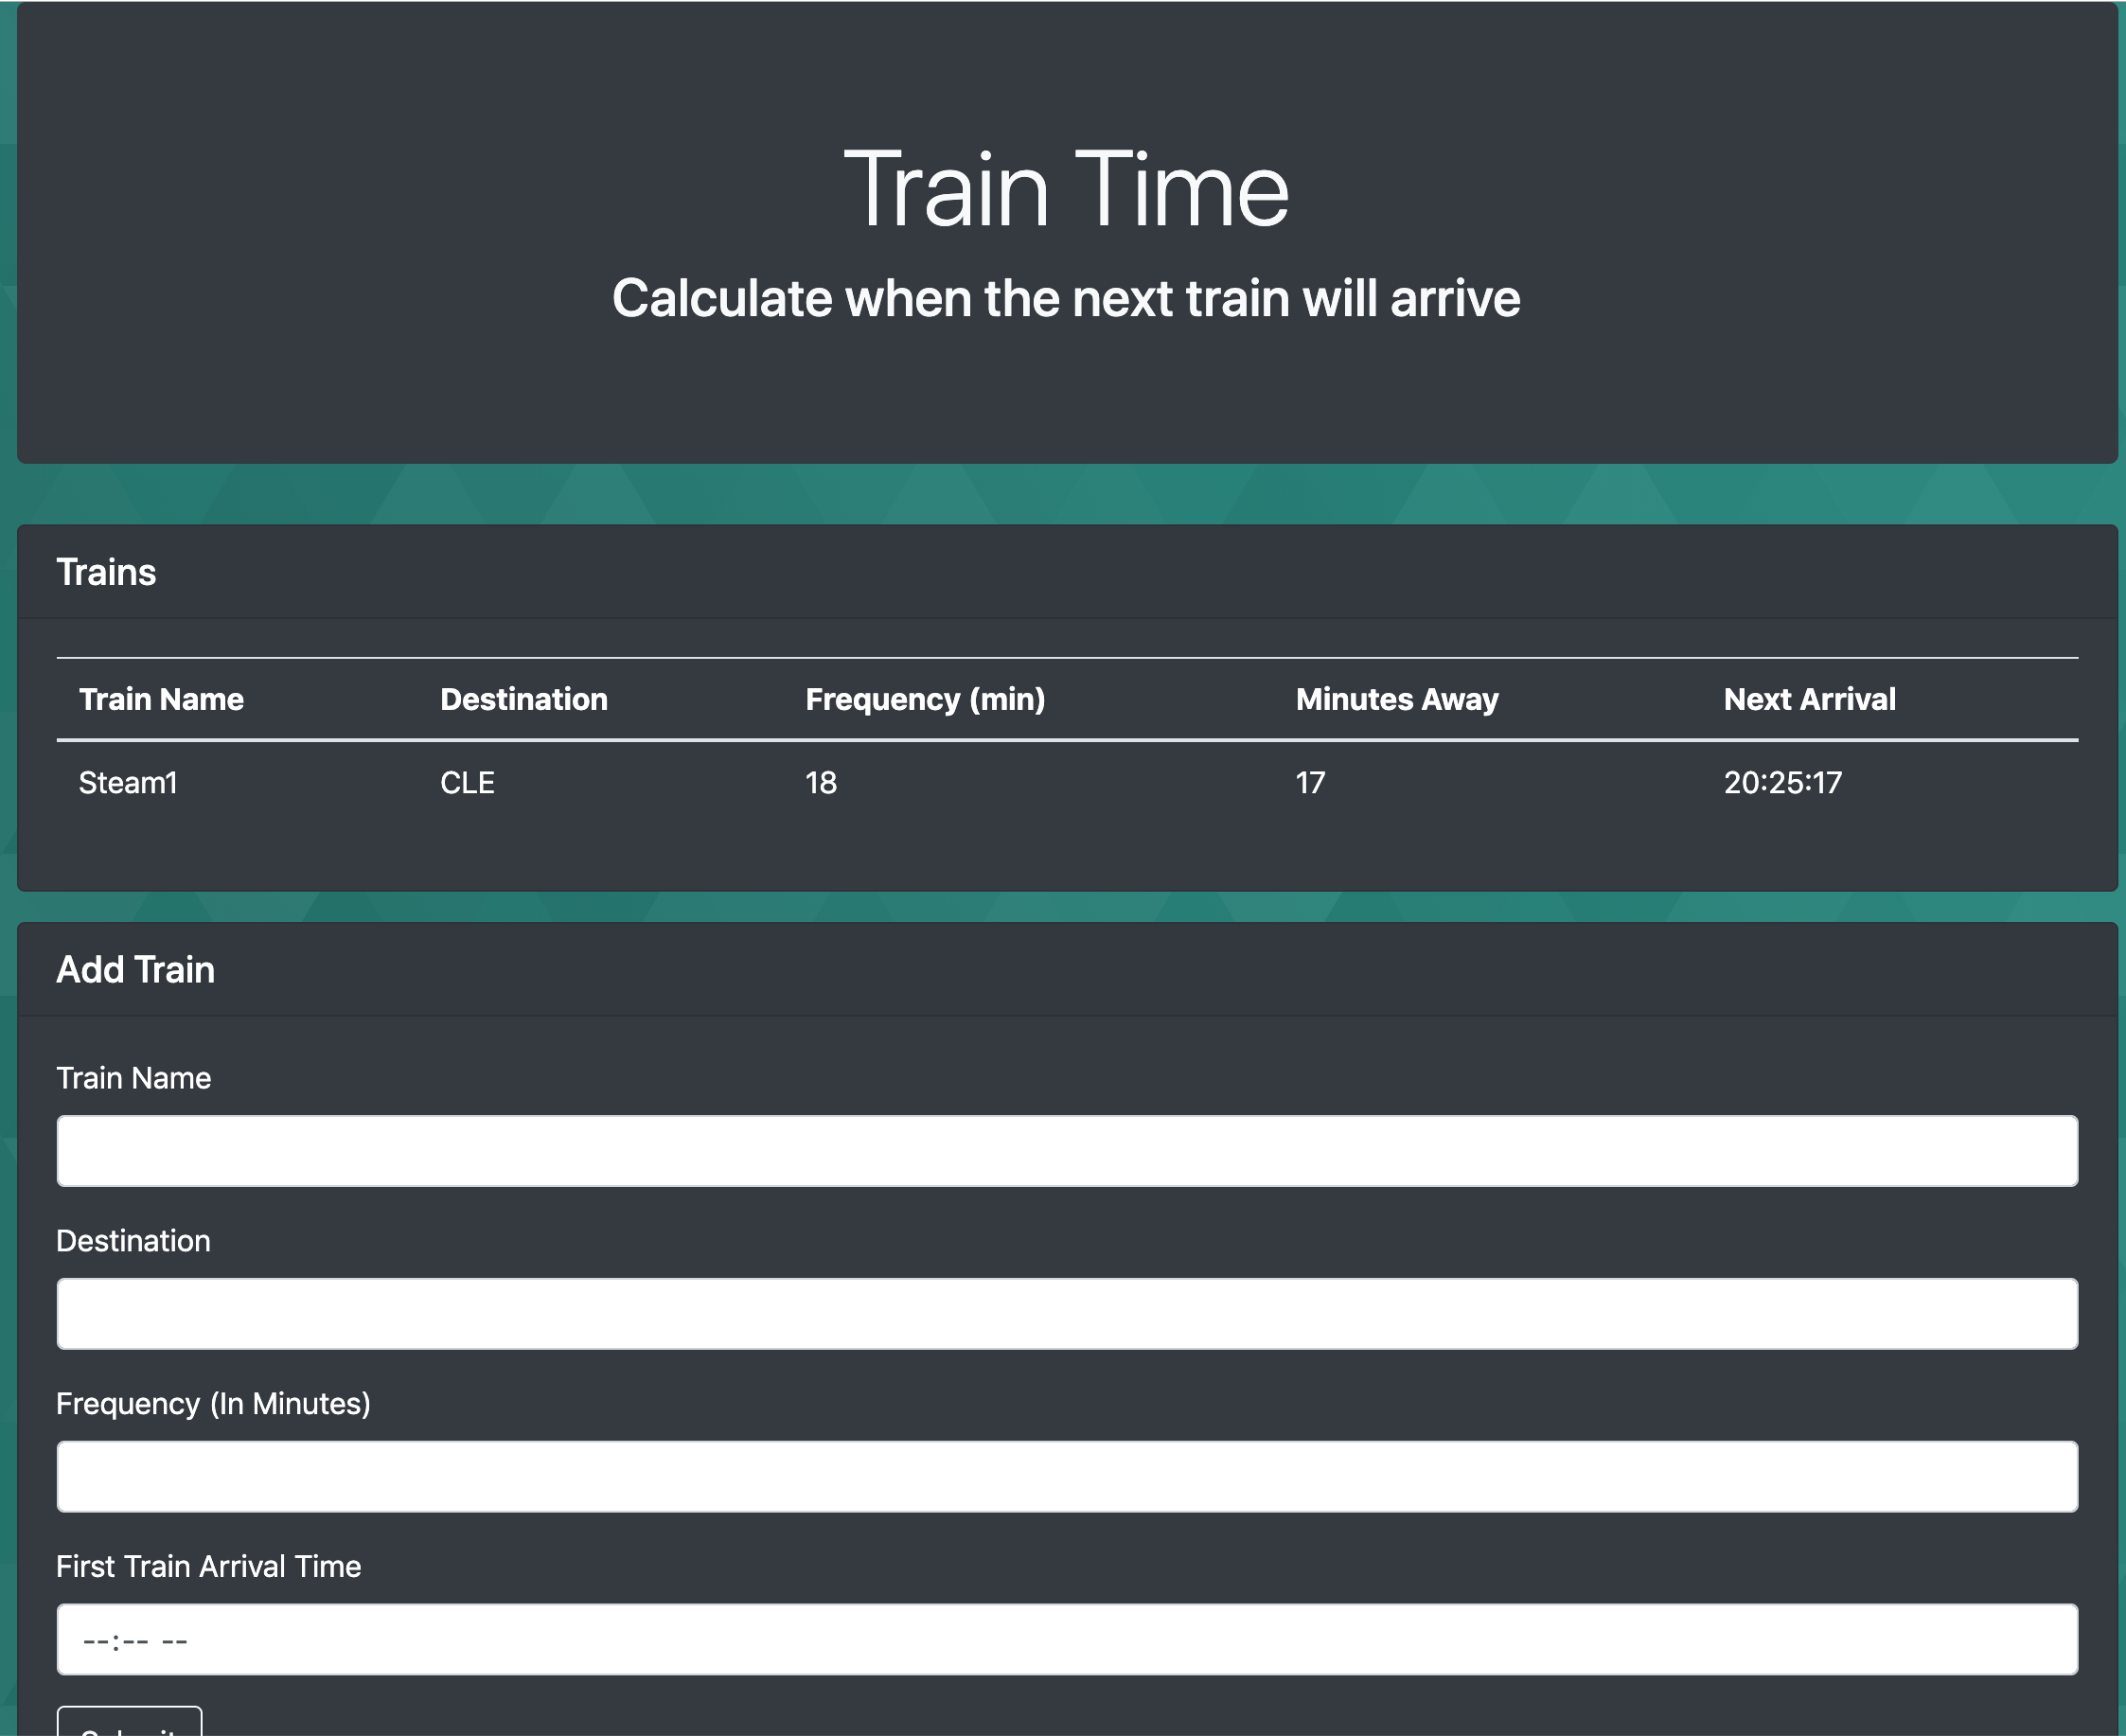 Train Time
Calculate when the next train will arrive
Trains
Train Name Destination Frequency (min) Minutes Away Next Arrival
Steam1 CLE 18 17 20:25:17
Add Train
Train Name
Destination
Frequency (In Minutes)
First Train Arrival Time
--:-- --